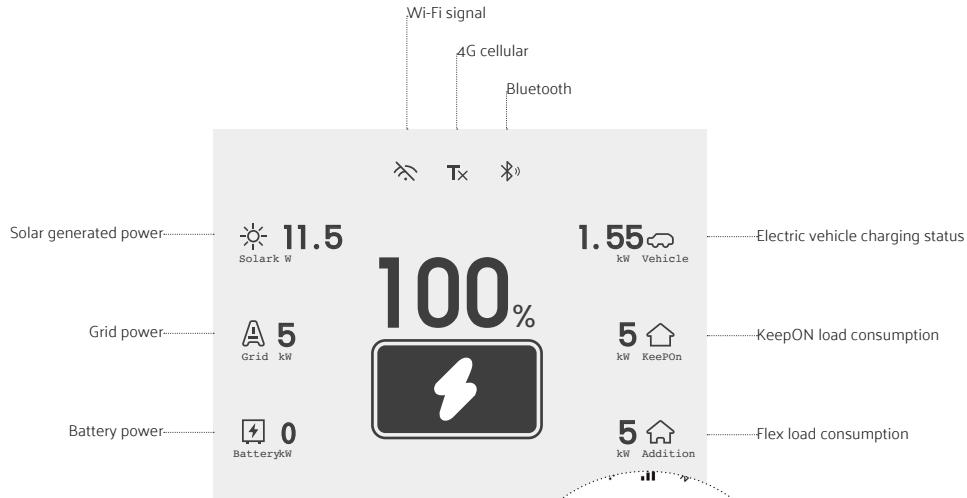 Wi-Fi signal
4G cellular
Bluetooth
Tx
Solar generated power
11.5
Solark W
1.55
kW Vehicle
Electric vehicle charging status
100%
Grid power
5
Grid kW
5
kW KeePOn
KeepON load consumption
Battery power
0
BatterykW
5
kW Addition
Flex load consumption